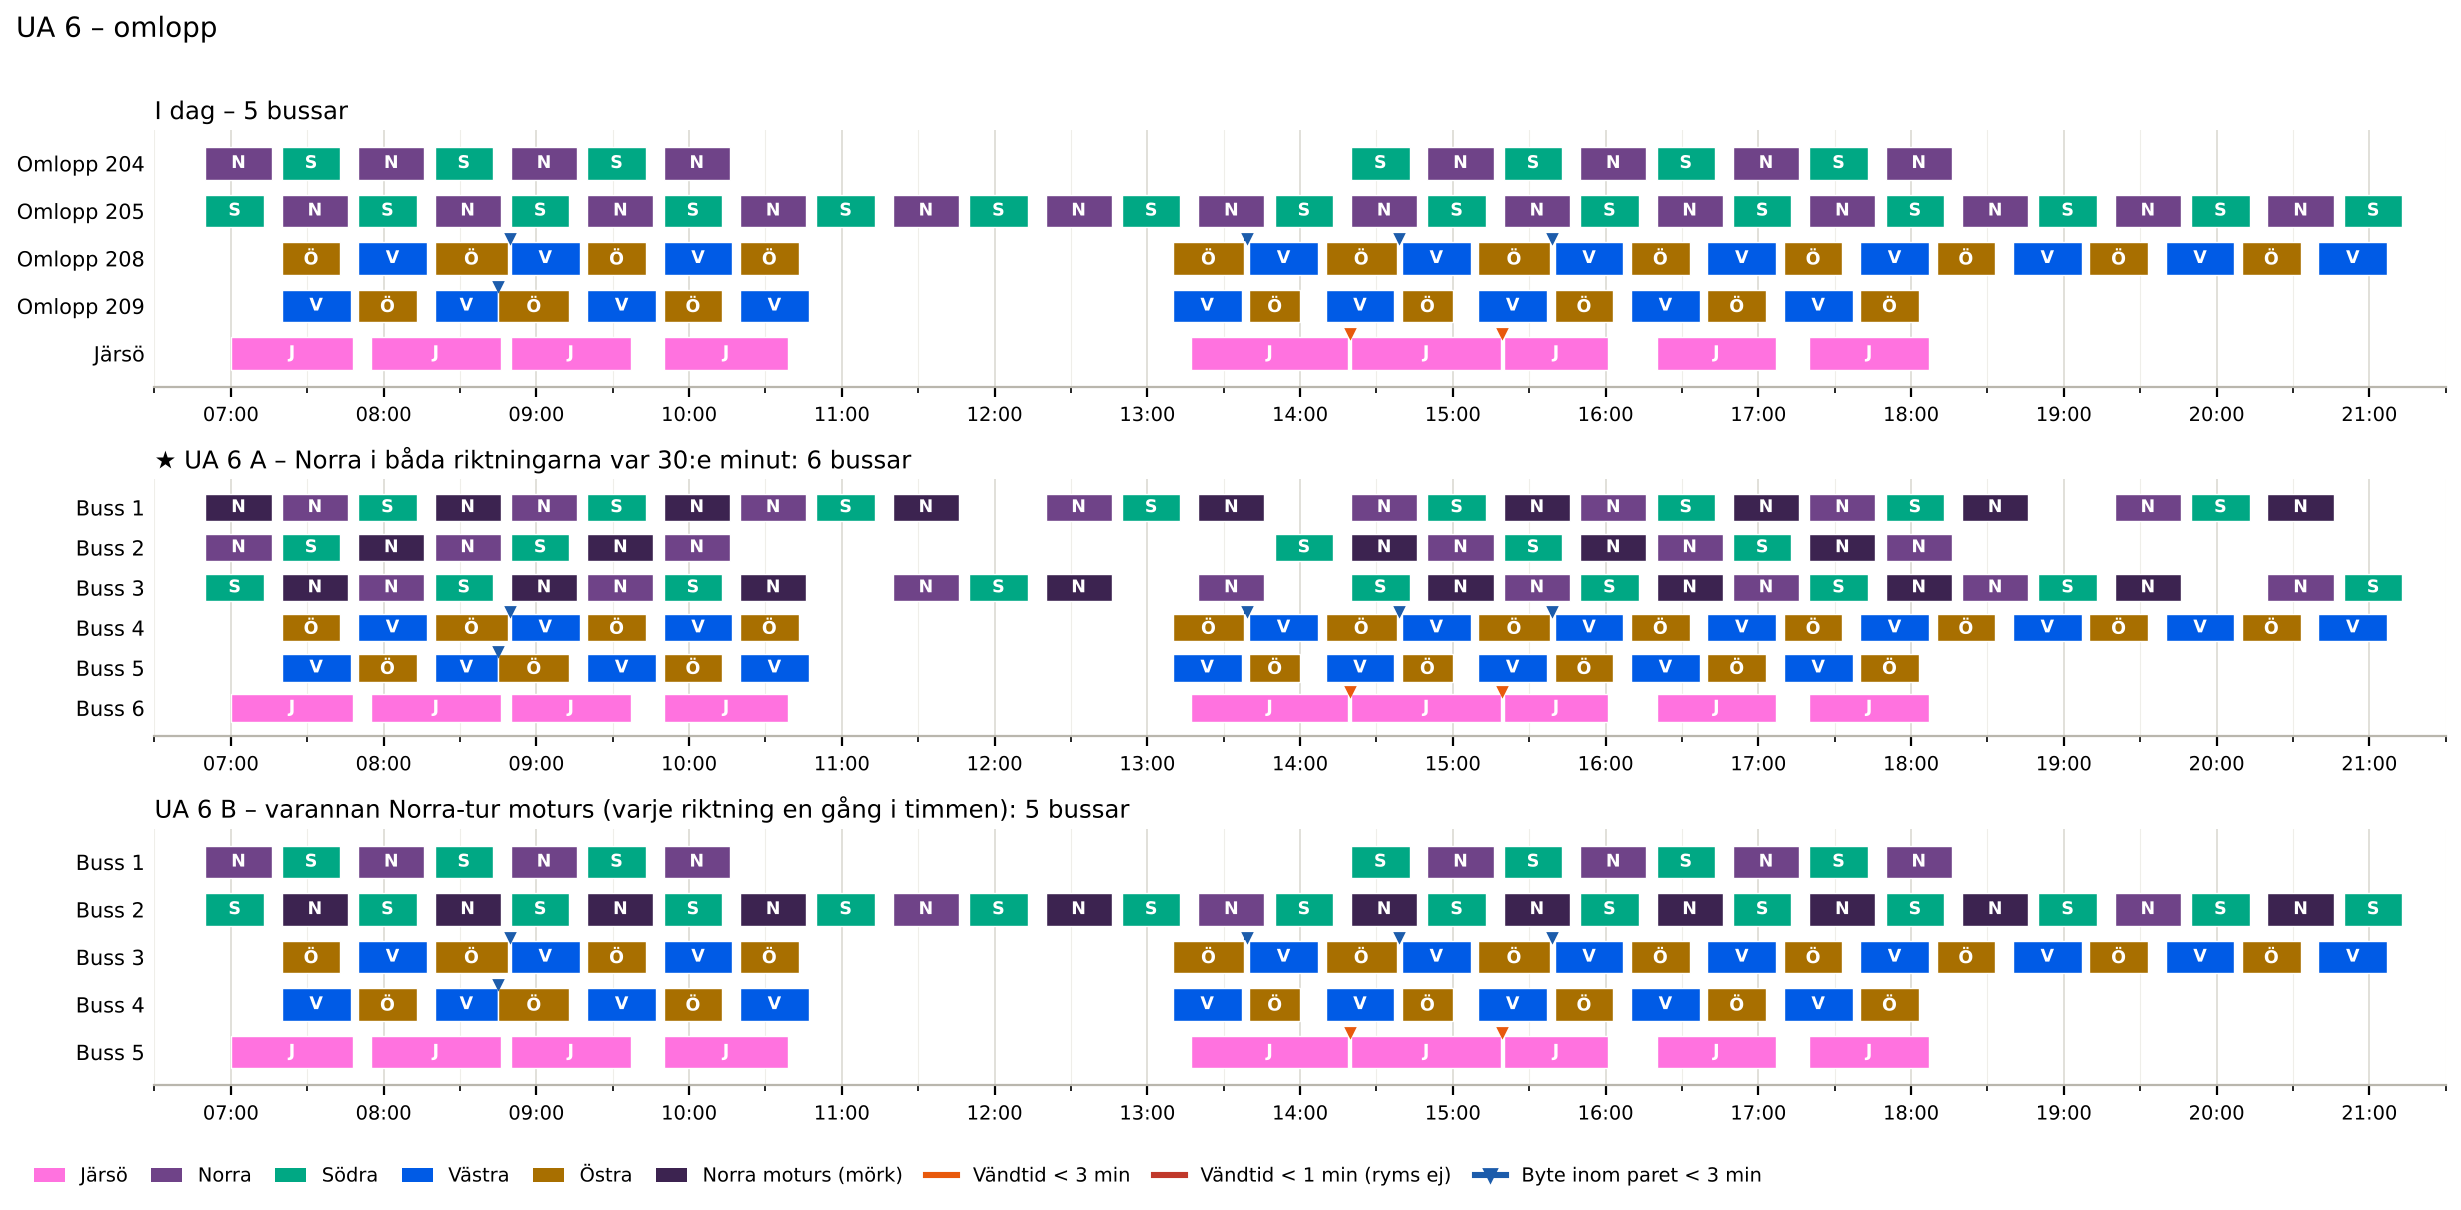 UA 6 – omlopp
I dag – 5 bussar
Omlopp 204 N S N S N S N S N S N S N S N
Omlopp 205 S N S N S N S N S N S N S N S N S N S N S N S N S N S N S
Omlopp 208 Ö V Ö V Ö V Ö Ö V Ö V Ö V Ö V Ö V Ö V Ö V Ö V
Omlopp 209 V Ö V Ö V Ö V V Ö V Ö V Ö V Ö V Ö
Järsö J J J J J J J J J
07:00 08:00 09:00 10:00 11:00 12:00 13:00 14:00 15:00 16:00 17:00 18:00 19:00 20:00 21:00
★ UA 6 A – Norra i båda riktningarna var 30:e minut: 6 bussar
Buss 1 N N S N N S N N S N N S N N S N N S N N S N N S N
Buss 2 N S N N S N N S N N S N N S N N
Buss 3 S N N S N N S N N S N N S N N S N N S N N S N N S
Buss 4 Ö V Ö V Ö V Ö Ö V Ö V Ö V Ö V Ö V Ö V Ö V Ö V
Buss 5 V Ö V Ö V Ö V V Ö V Ö V Ö V Ö V Ö
Buss 6 J J J J J J J J J
07:00 08:00 09:00 10:00 11:00 12:00 13:00 14:00 15:00 16:00 17:00 18:00 19:00 20:00 21:00
UA 6 B – varannan Norra-tur moturs (varje riktning en gång i timmen): 5 bussar
Buss 1 N S N S N S N S N S N S N S N
Buss 2 S N S N S N S N S N S N S N S N S N S N S N S N S N S N S
Buss 3 Ö V Ö V Ö V Ö Ö V Ö V Ö V Ö V Ö V Ö V Ö V Ö V
Buss 4 V Ö V Ö V Ö V V Ö V Ö V Ö V Ö V Ö
Buss 5 J J J J J J J J J
07:00 08:00 09:00 10:00 11:00 12:00 13:00 14:00 15:00 16:00 17:00 18:00 19:00 20:00 21:00
Järsö Norra Södra Västra Östra Norra moturs (mörk) Vändtid < 3 min Vändtid < 1 min (ryms ej) Byte inom paret < 3 min